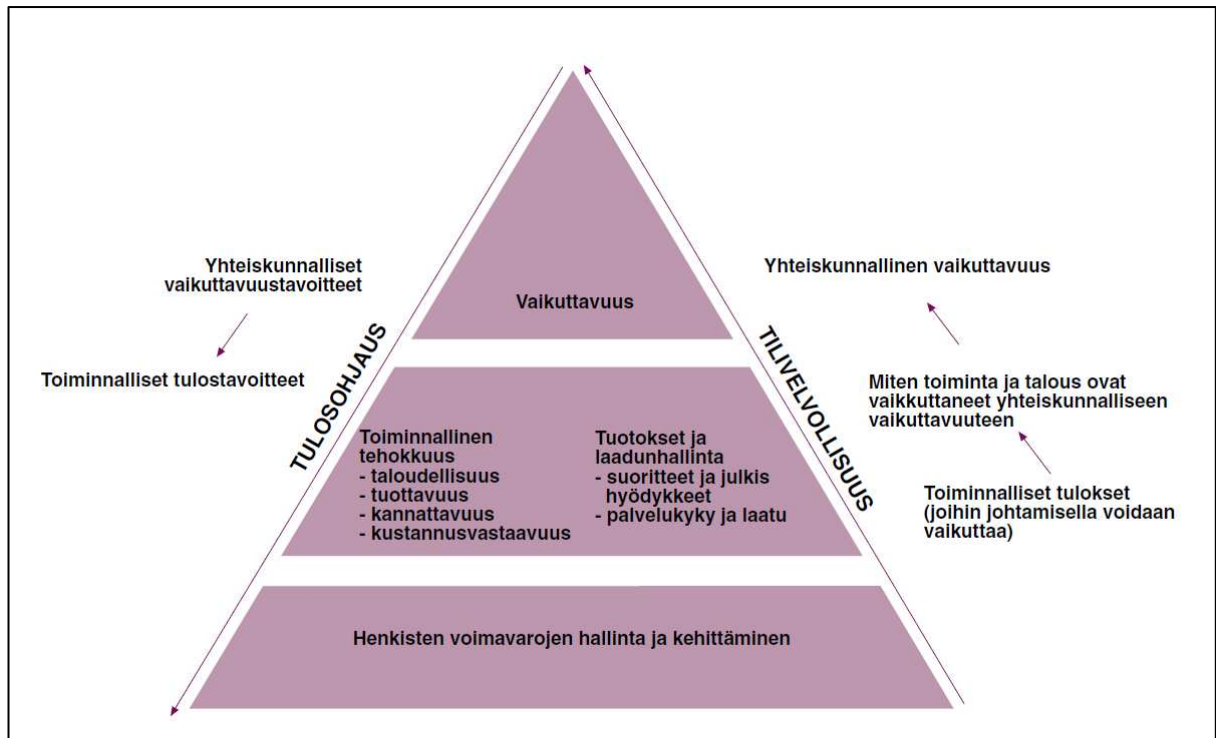 Yhteiskunnalliset
vaikuttavuustavoitteet
Toiminnalliset tulostavoitteet
TULOSOHJAUS
Vaikuttavuus
Toiminnallinen
tehokkuus
- taloudellisuus
- tuottavuus
- kannattavuus
- kustannusvastaavuus
Tuotokset ja
laadunhallinta
- suoritteet ja julkis
hyödykkeet
- palvelukyky ja laatu
Henkisten voimavarojen hallinta ja kehittäminen
TILIVELVOLLISUUS
Yhteiskunnallinen vaikuttavuus
Miten toiminta ja talous ovat
vaikkuttaneet yhteiskunnalliseen
vaikuttavuuteen
Toiminnalliset tulokset
(joihin johtamisella voidaan
vaikuttaa)